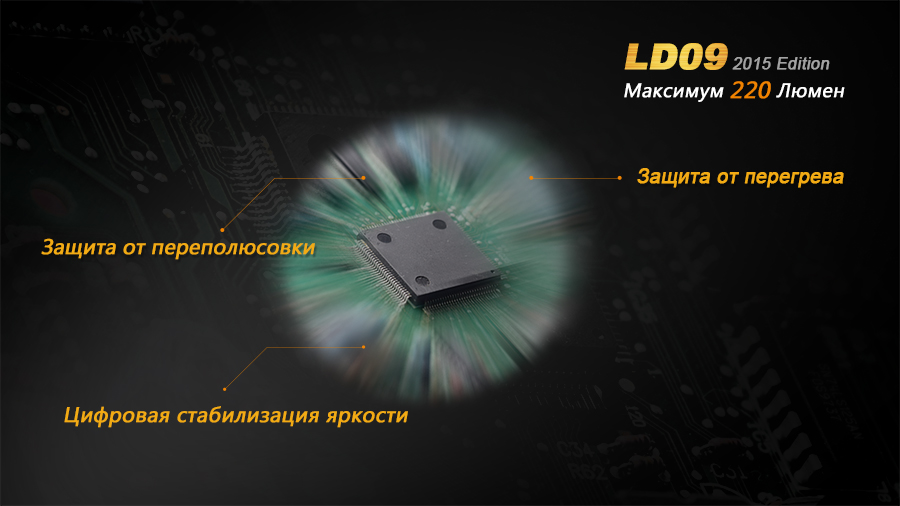 LD09 2015 Edition
Максимум 220 Люмен
Защита от перегрева
Защита от переполюсовки
Цифровая стабилизация яркости